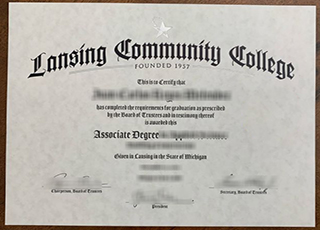 Lansing Community College
FOUNDED 1957
This is to Certify that
has completed the requirements for graduation as prescribed
by the Board of Trustees and in testimony thereof
is awarded this
Associate Degree
Given in Lansing in the State of Michigan
Chairperson, Board of Trustees
Secretary, Board of Trustees
President